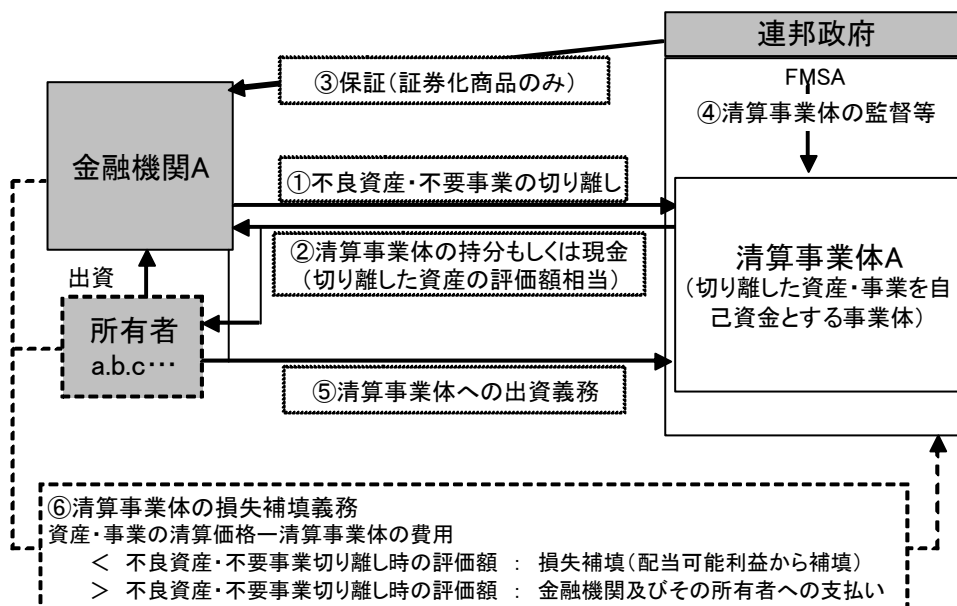 連邦政府
③保証(証券化商品のみ)
FMSA
④清算事業体の監督等
金融機関A
①不良資産・不要事業の切り離し
②清算事業体の持分もしくは現金
(切り離した資産の評価額相当)
清算事業体A
(切り離した資産・事業を自
己資金とする事業体)
出資
所有者
a.b.c…
⑤清算事業体への出資義務
⑥清算事業体の損失補填義務
資産・事業の清算価格ー清算事業体の費用
＜ 不良資産・不要事業切り離し時の評価額 : 損失補填(配当可能利益から補填)
＞ 不良資産・不要事業切り離し時の評価額 : 金融機関及びその所有者への支払い